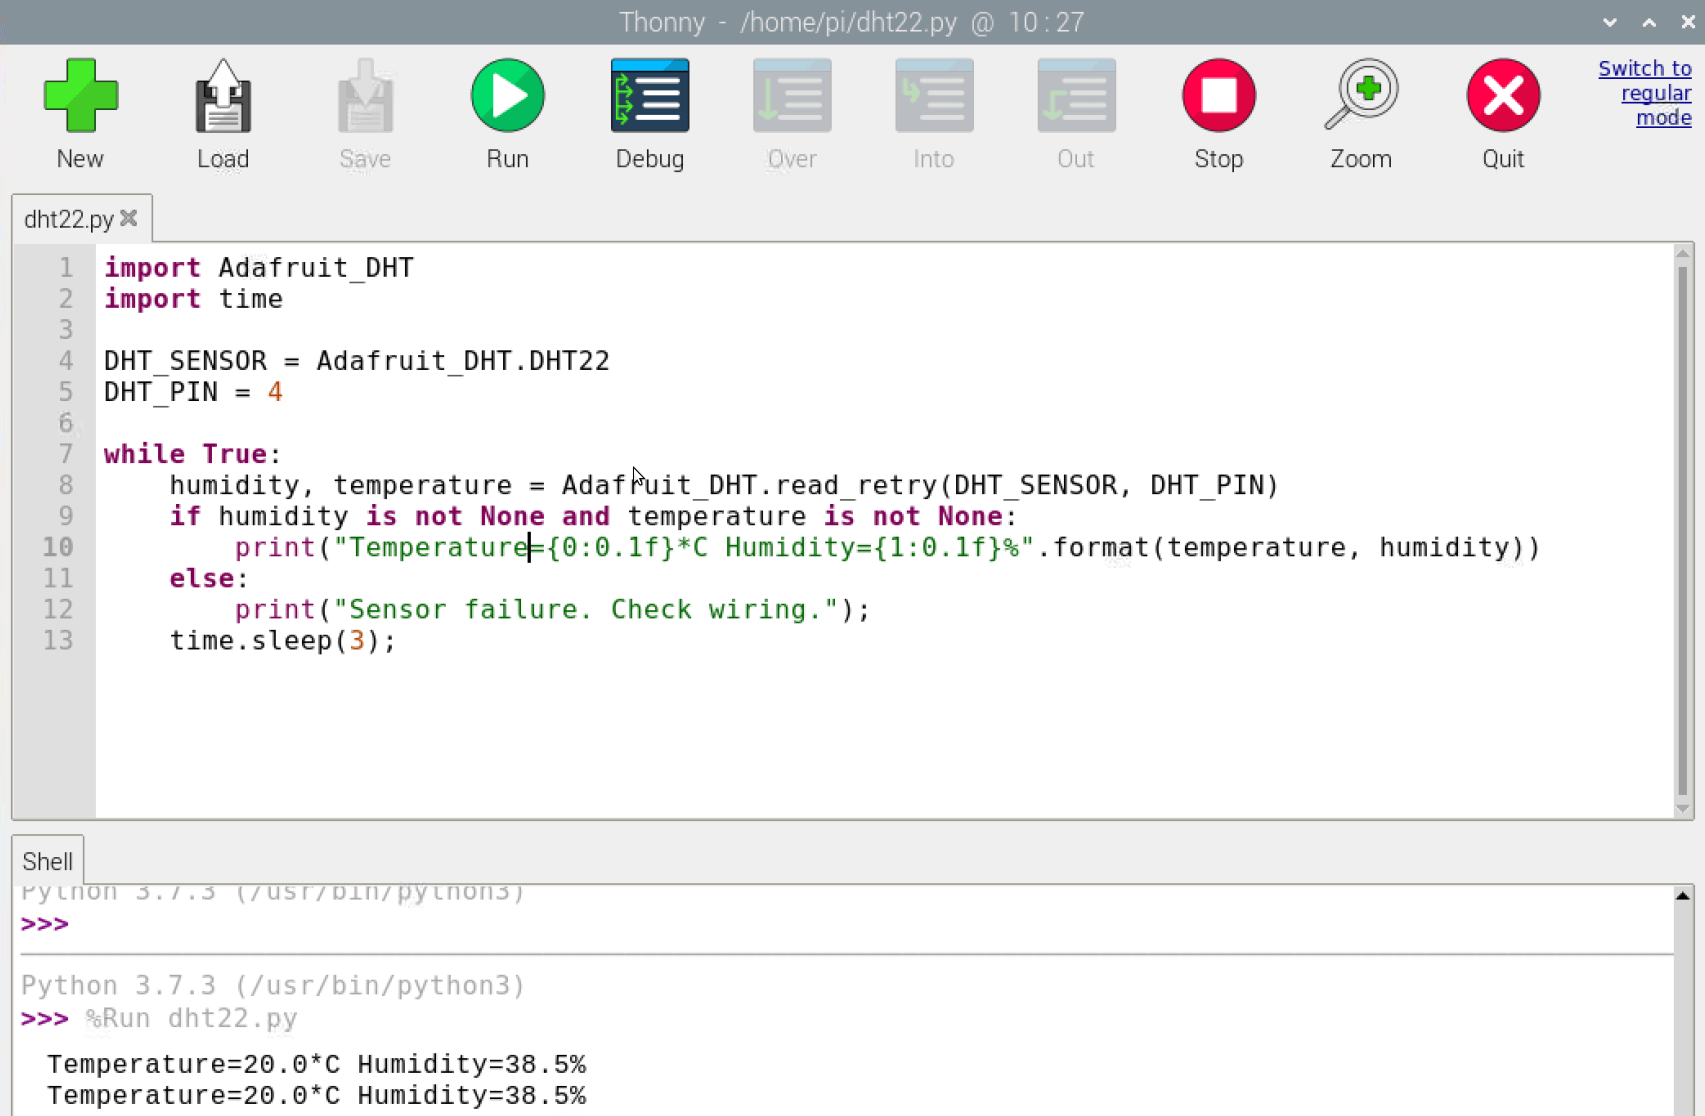 Thonny - /home/pi/dht22.py @ 10:27
New Load Save Run Debug Over Into Out Stop Zoom Quit
Switch to
regular
mode
dht22.py
1 import Adafruit_DHT
2 import time
3
4 DHT_SENSOR = Adafruit_DHT.DHT22
5 DHT_PIN = 4
6
7 while True:
8     humidity, temperature = Adafruit_DHT.read_retry(DHT_SENSOR, DHT_PIN)
9     if humidity is not None and temperature is not None:
10         print("Temperature={0:0.1f}*C Humidity={1:0.1f}%".format(temperature, humidity))
11     else:
12         print("Sensor failure. Check wiring.");
13     time.sleep(3);
Shell
Python 3.7.3 (/usr/bin/python3)
>>>
Python 3.7.3 (/usr/bin/python3)
>>> %Run dht22.py
Temperature=20.0*C Humidity=38.5%
Temperature=20.0*C Humidity=38.5%